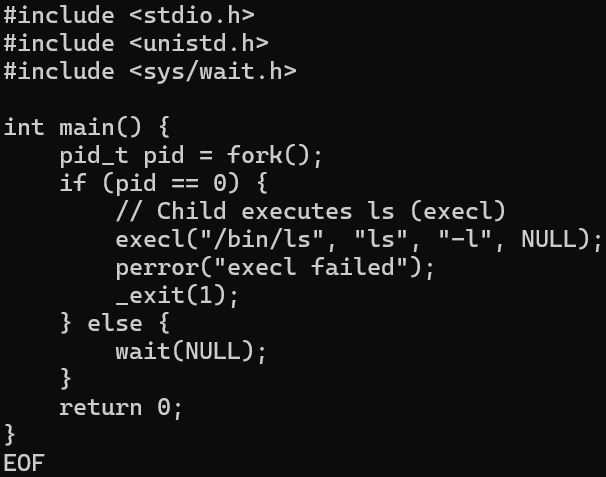 #include <stdio.h>
#include <unistd.h>
#include <sys/wait.h>

int main() {
    pid_t pid = fork();
    if (pid == 0) {
        // Child executes ls (execl)
        execl("/bin/ls", "ls", "-l", NULL);
        perror("execl failed");
        _exit(1);
    } else {
        wait(NULL);
    }
    return 0;
}
EOF